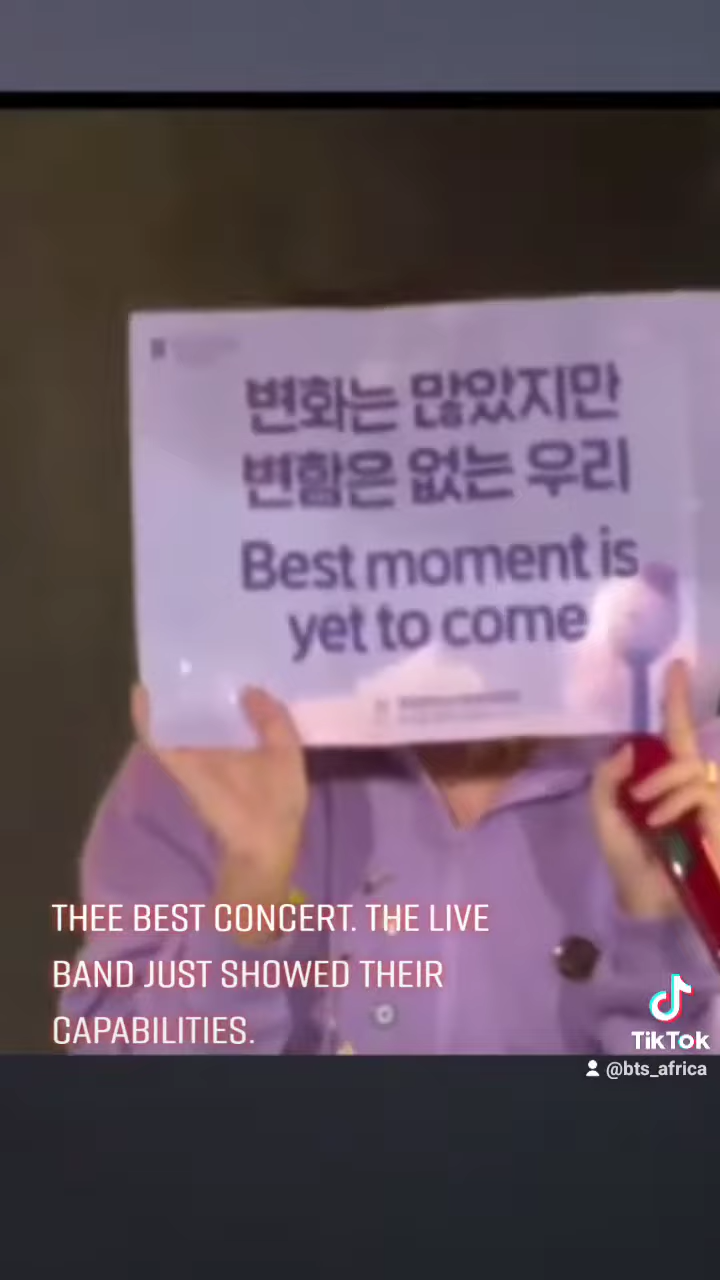 변화는 많았지만
변함은 없는 우리
Best moment is
yet to come
THEE BEST CONCERT. THE LIVE
BAND JUST SHOWED THEIR
CAPABILITIES.
TikTok
@bts_africa